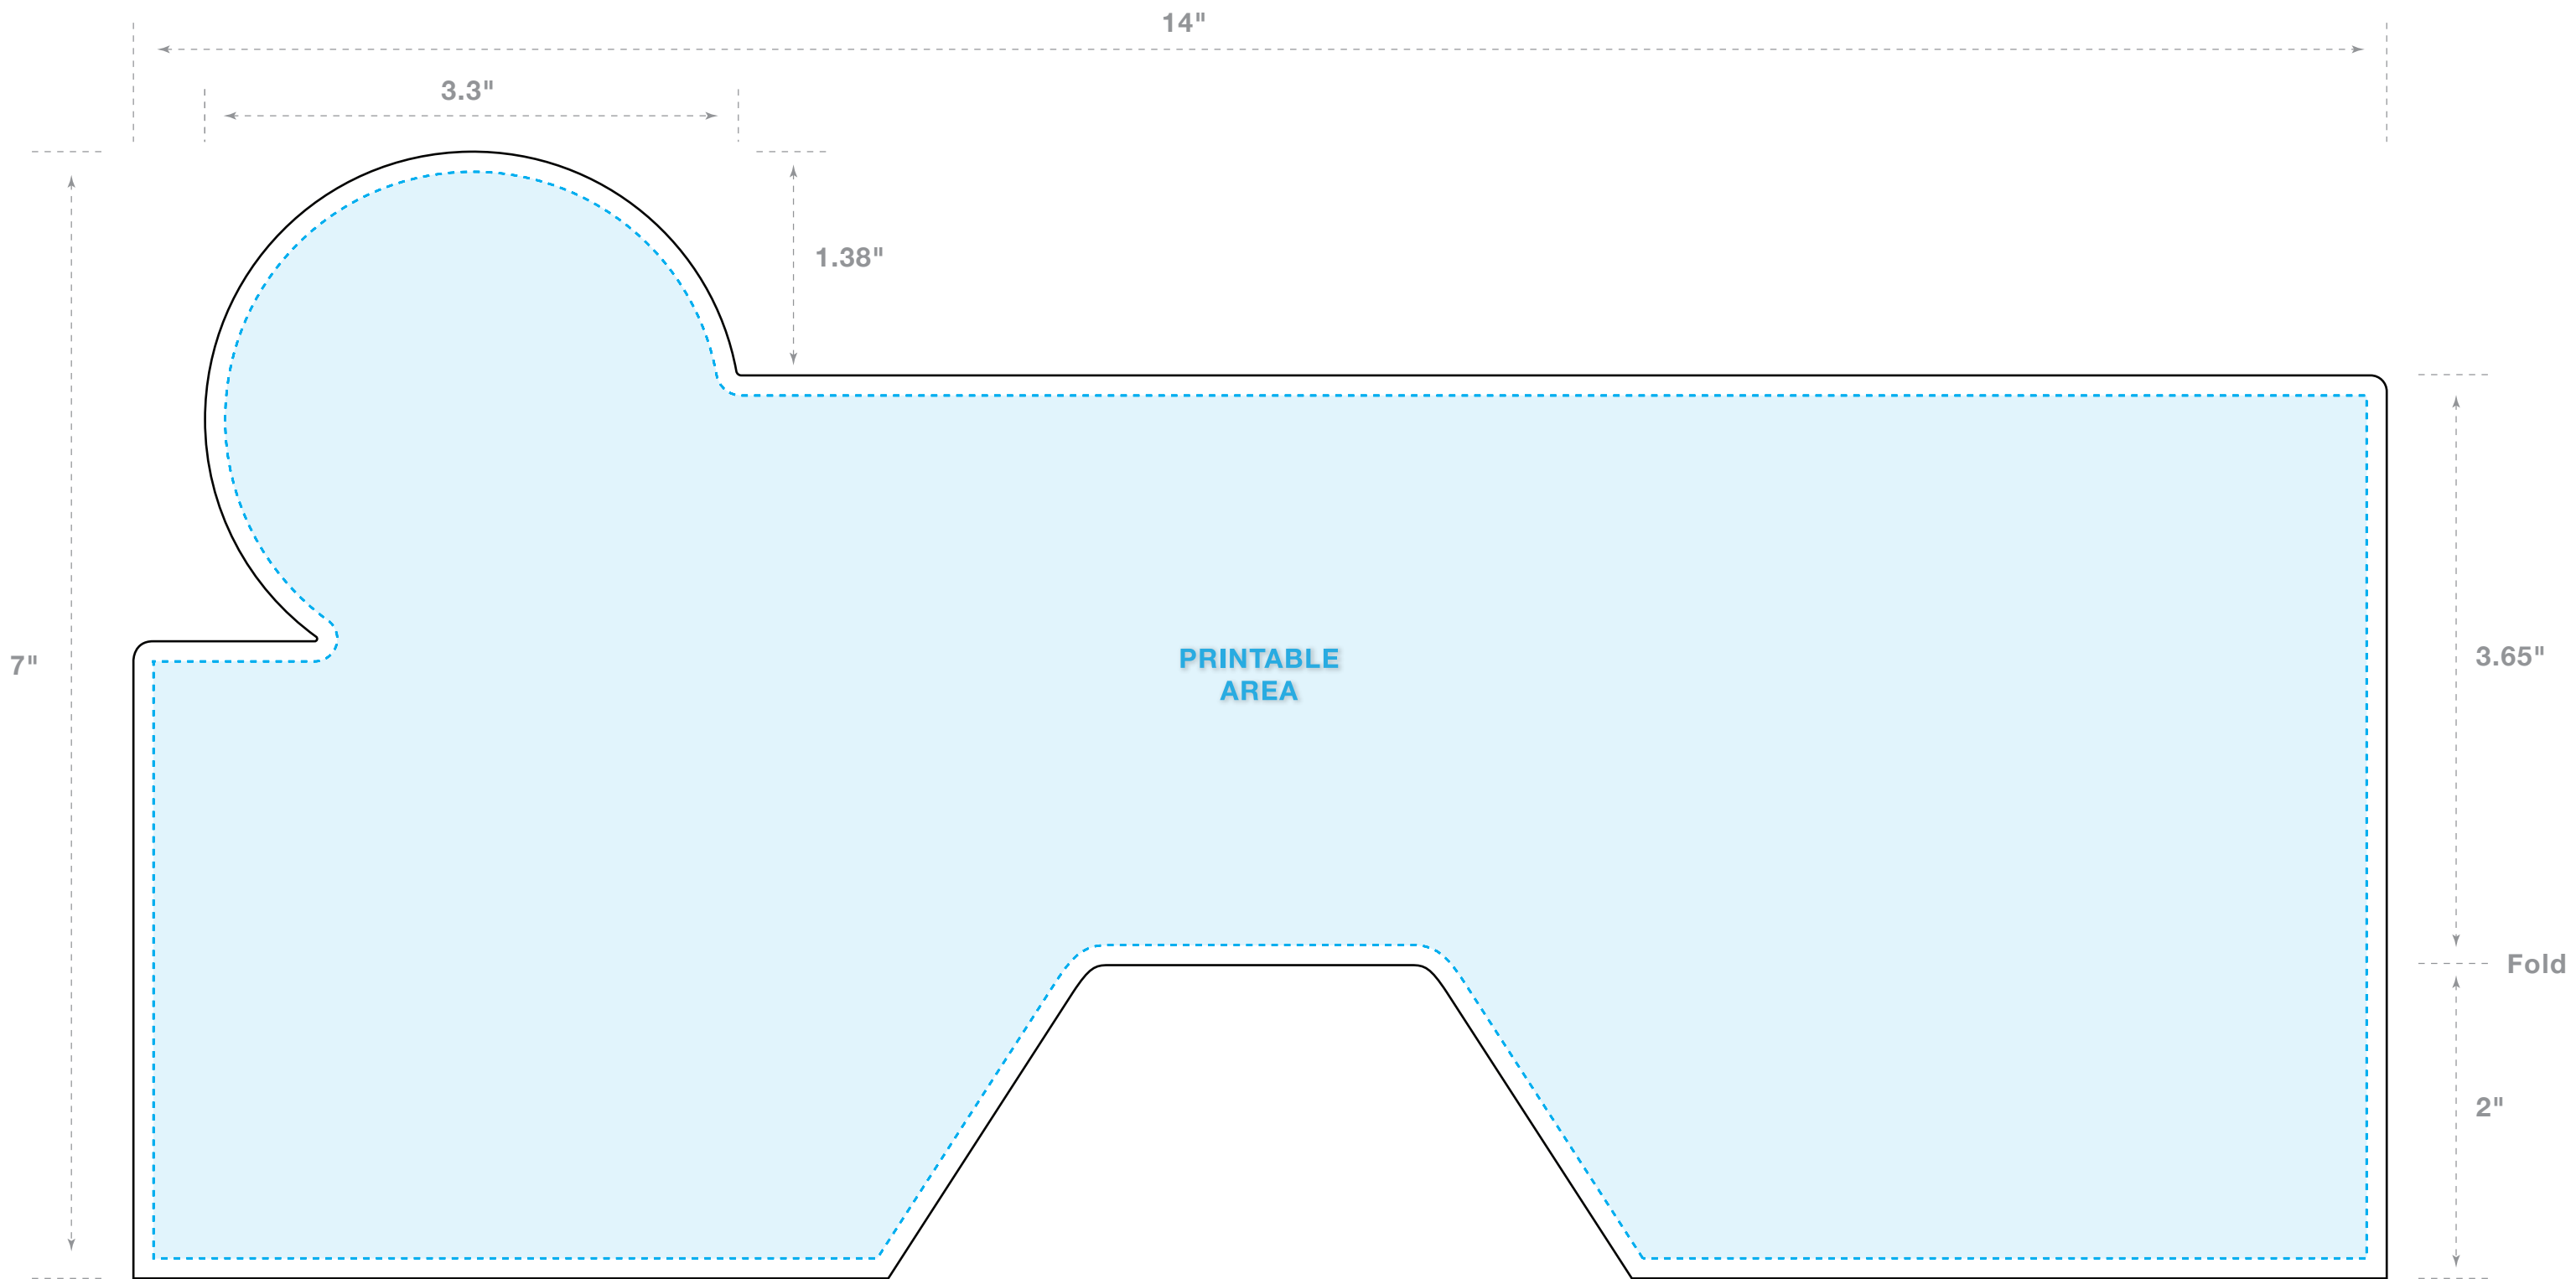 14"
3.3"
1.38"
7"
PRINTABLE
AREA
3.65"
Fold
2"